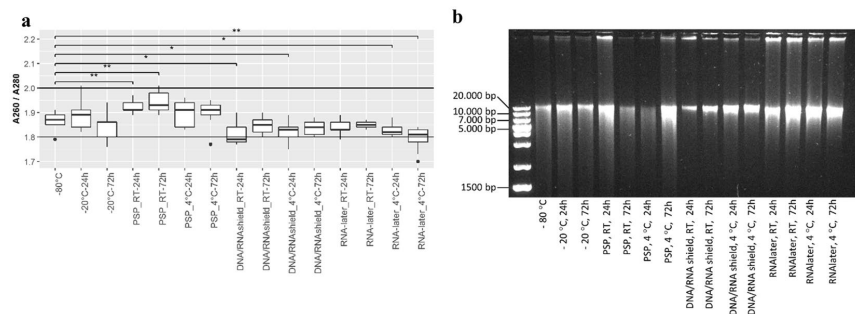 a
**
*
*
*
**
**
A260 / A280
2.2
2.1
2.0
1.9
1.8
1.7
-80°C
-20°C-24h
-20°C-72h
PSP_RT-24h
PSP_RT-72h
PSP_4°C-24h
PSP_4°C-72h
DNA/RNAshield_RT-24h
DNA/RNAshield_RT-72h
DNA/RNAshield_4°C-24h
DNA/RNAshield_4°C-72h
RNA-later_RT-24h
RNA-later_RT-72h
RNA-later_4°C-24h
RNA-later_4°C-72h
b
20.000 bp
10.000 bp
7.000 bp
5.000 bp
1500 bp
- 80 °C
- 20 °C, 24h
- 20 °C, 72h
PSP, RT, 24h
PSP, RT, 72h
PSP, 4 °C, 24h
PSP, 4 °C, 72h
DNA/RNA shield, RT, 24h
DNA/RNA shield, RT, 72h
DNA/RNA shield, 4 °C, 24h
DNA/RNA shield, 4 °C, 72h
RNAlater, RT, 24h
RNAlater, RT, 72h
RNAlater, 4 °C, 24h
RNAlater, 4 °C, 72h